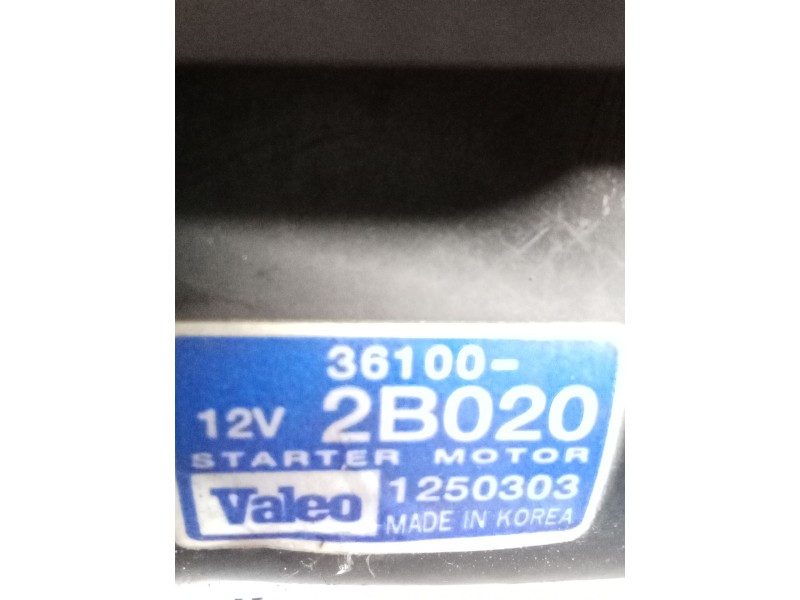 36100-
12V 2B020
STARTER MOTOR
Valeo 1250303
MADE IN KOREA